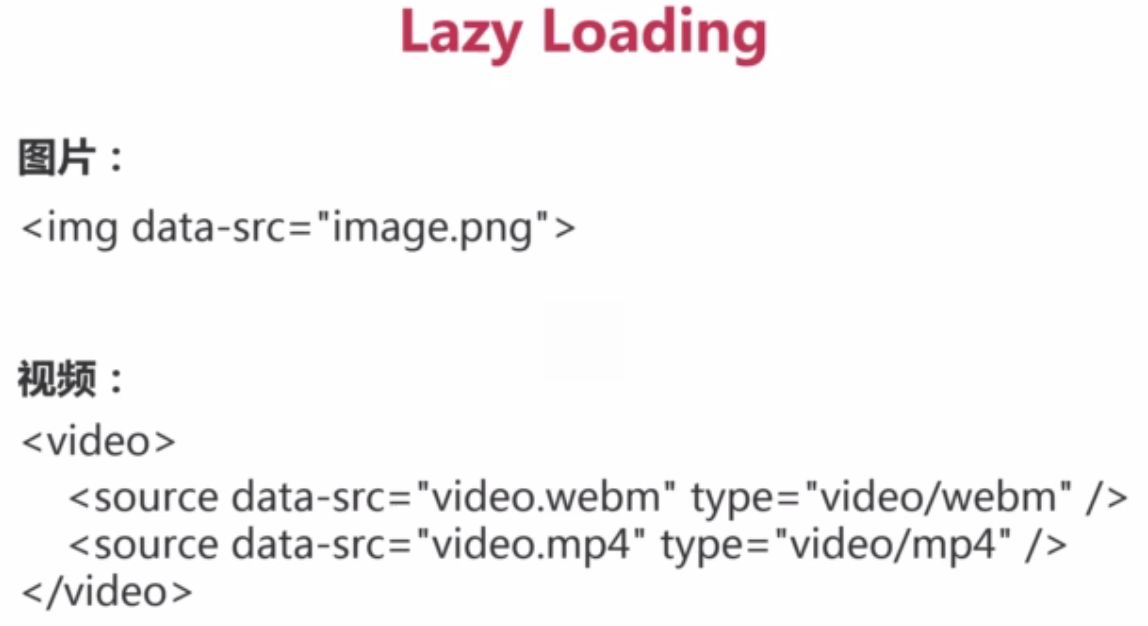 Lazy Loading
图片：
<img data-src="image.png">
视频：
<video>
<source data-src="video.webm" type="video/webm" />
<source data-src="video.mp4" type="video/mp4" />
</video>